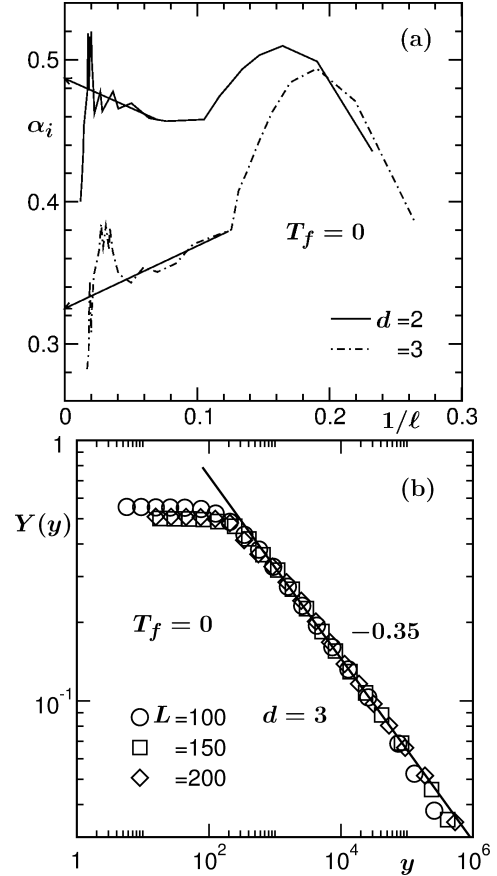 (a)
0.5
α_i
0.4
T_f = 0
d =2
=3
0.3
0 0.1 0.2 0.3
1/ℓ
1
(b)
Y(y)
T_f = 0
−0.35
10^-1
L =100
d = 3
=150
=200
1 10^2 10^4 10^6
y